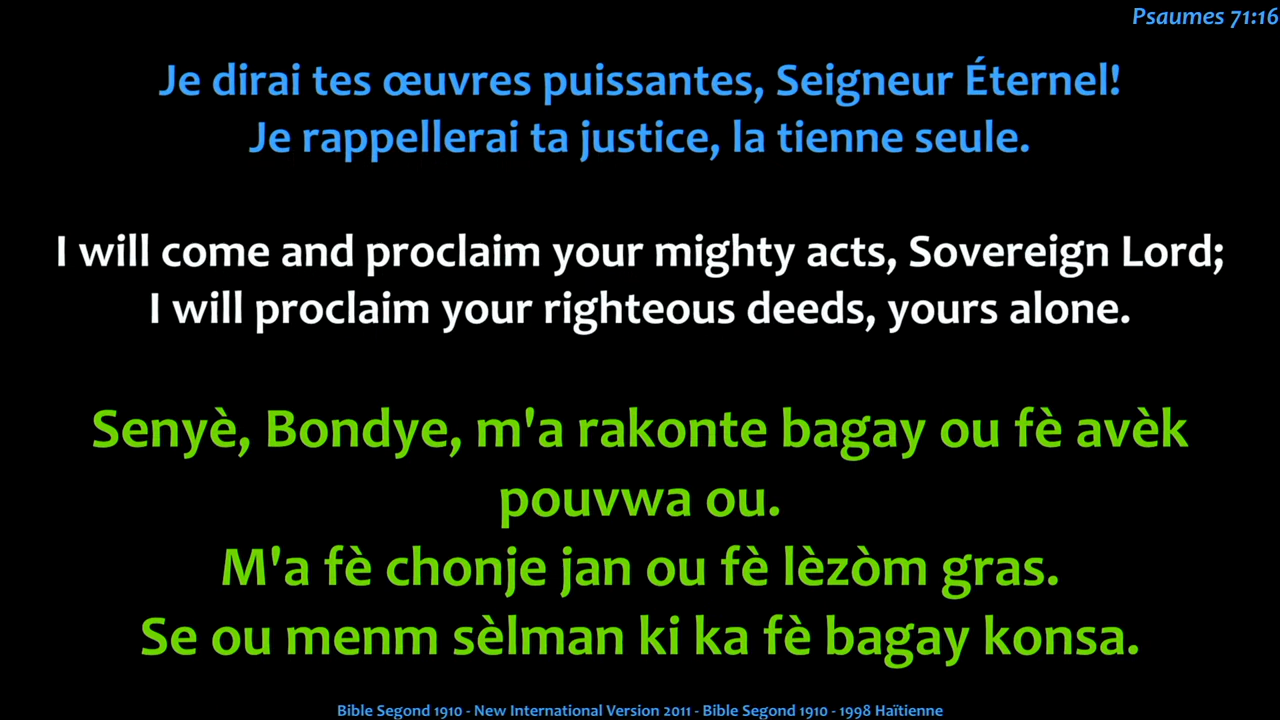 Psaumes 71:16
Je dirai tes œuvres puissantes, Seigneur Éternel!
Je rappellerai ta justice, la tienne seule.
I will come and proclaim your mighty acts, Sovereign Lord;
I will proclaim your righteous deeds, yours alone.
Senyè, Bondye, m'a rakonte bagay ou fè avèk
pouvwa ou.
M'a fè chonje jan ou fè lèzòm gras.
Se ou menm sèlman ki ka fè bagay konsa.
Bible Segond 1910 - New International Version 2011 - Bible Segond 1910 - 1998 Haïtienne